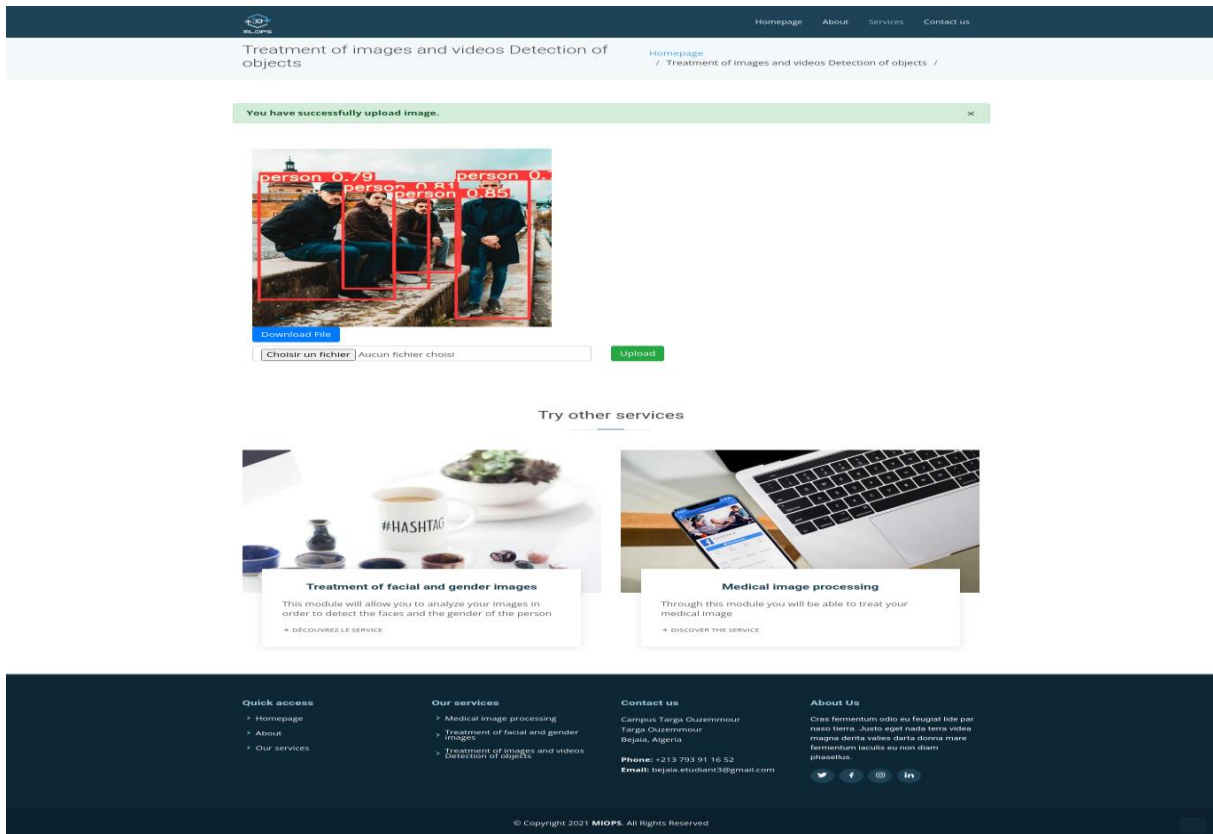 MLOPS
Homepage About Services Contact us
Treatment of images and videos Detection of
objects
Homepage
/ Treatment of images and videos Detection of objects /
You have successfully upload image. ×
person 0.79
person 0.
person 0.81
person 0.85
Download File
Choisir un fichier Aucun fichier choisi
Upload
Try other services
#HASHTAG
Treatment of facial and gender images
This module will allow you to analyze your images in
order to detect the faces and the gender of the person
→ DÉCOUVREZ LE SERVICE
Medical image processing
Through this module you will be able to treat your
medical image
→ DISCOVER THE SERVICE
Quick access
> Homepage
> About
> Our services
Our services
> Medical image processing
> Treatment of facial and gender
images
> Treatment of images and videos
Detection of objects
Contact us
Campus Targa Ouzemmour
Targa Ouzemmour
Bejaia, Algeria
Phone: +213 793 91 16 52
Email: bejaia.etudiant3@gmail.com
About Us
Cras fermentum odio eu feugiat lide par
naso tierra. Justo eget nada terra videa
magna derita valies darta donna mare
fermentum iaculis eu non diam
phasellus.
© Copyright 2021 MIOPS. All Rights Reserved